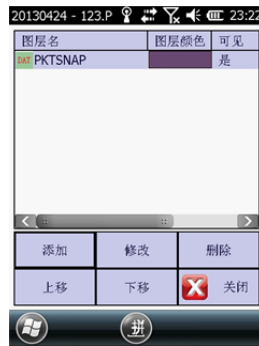 20130424 - 123.P 23:22
图层名 图层颜色 可见
DAT PKTSNAP 是
添加 修改 删除
上移 下移 关闭
拼